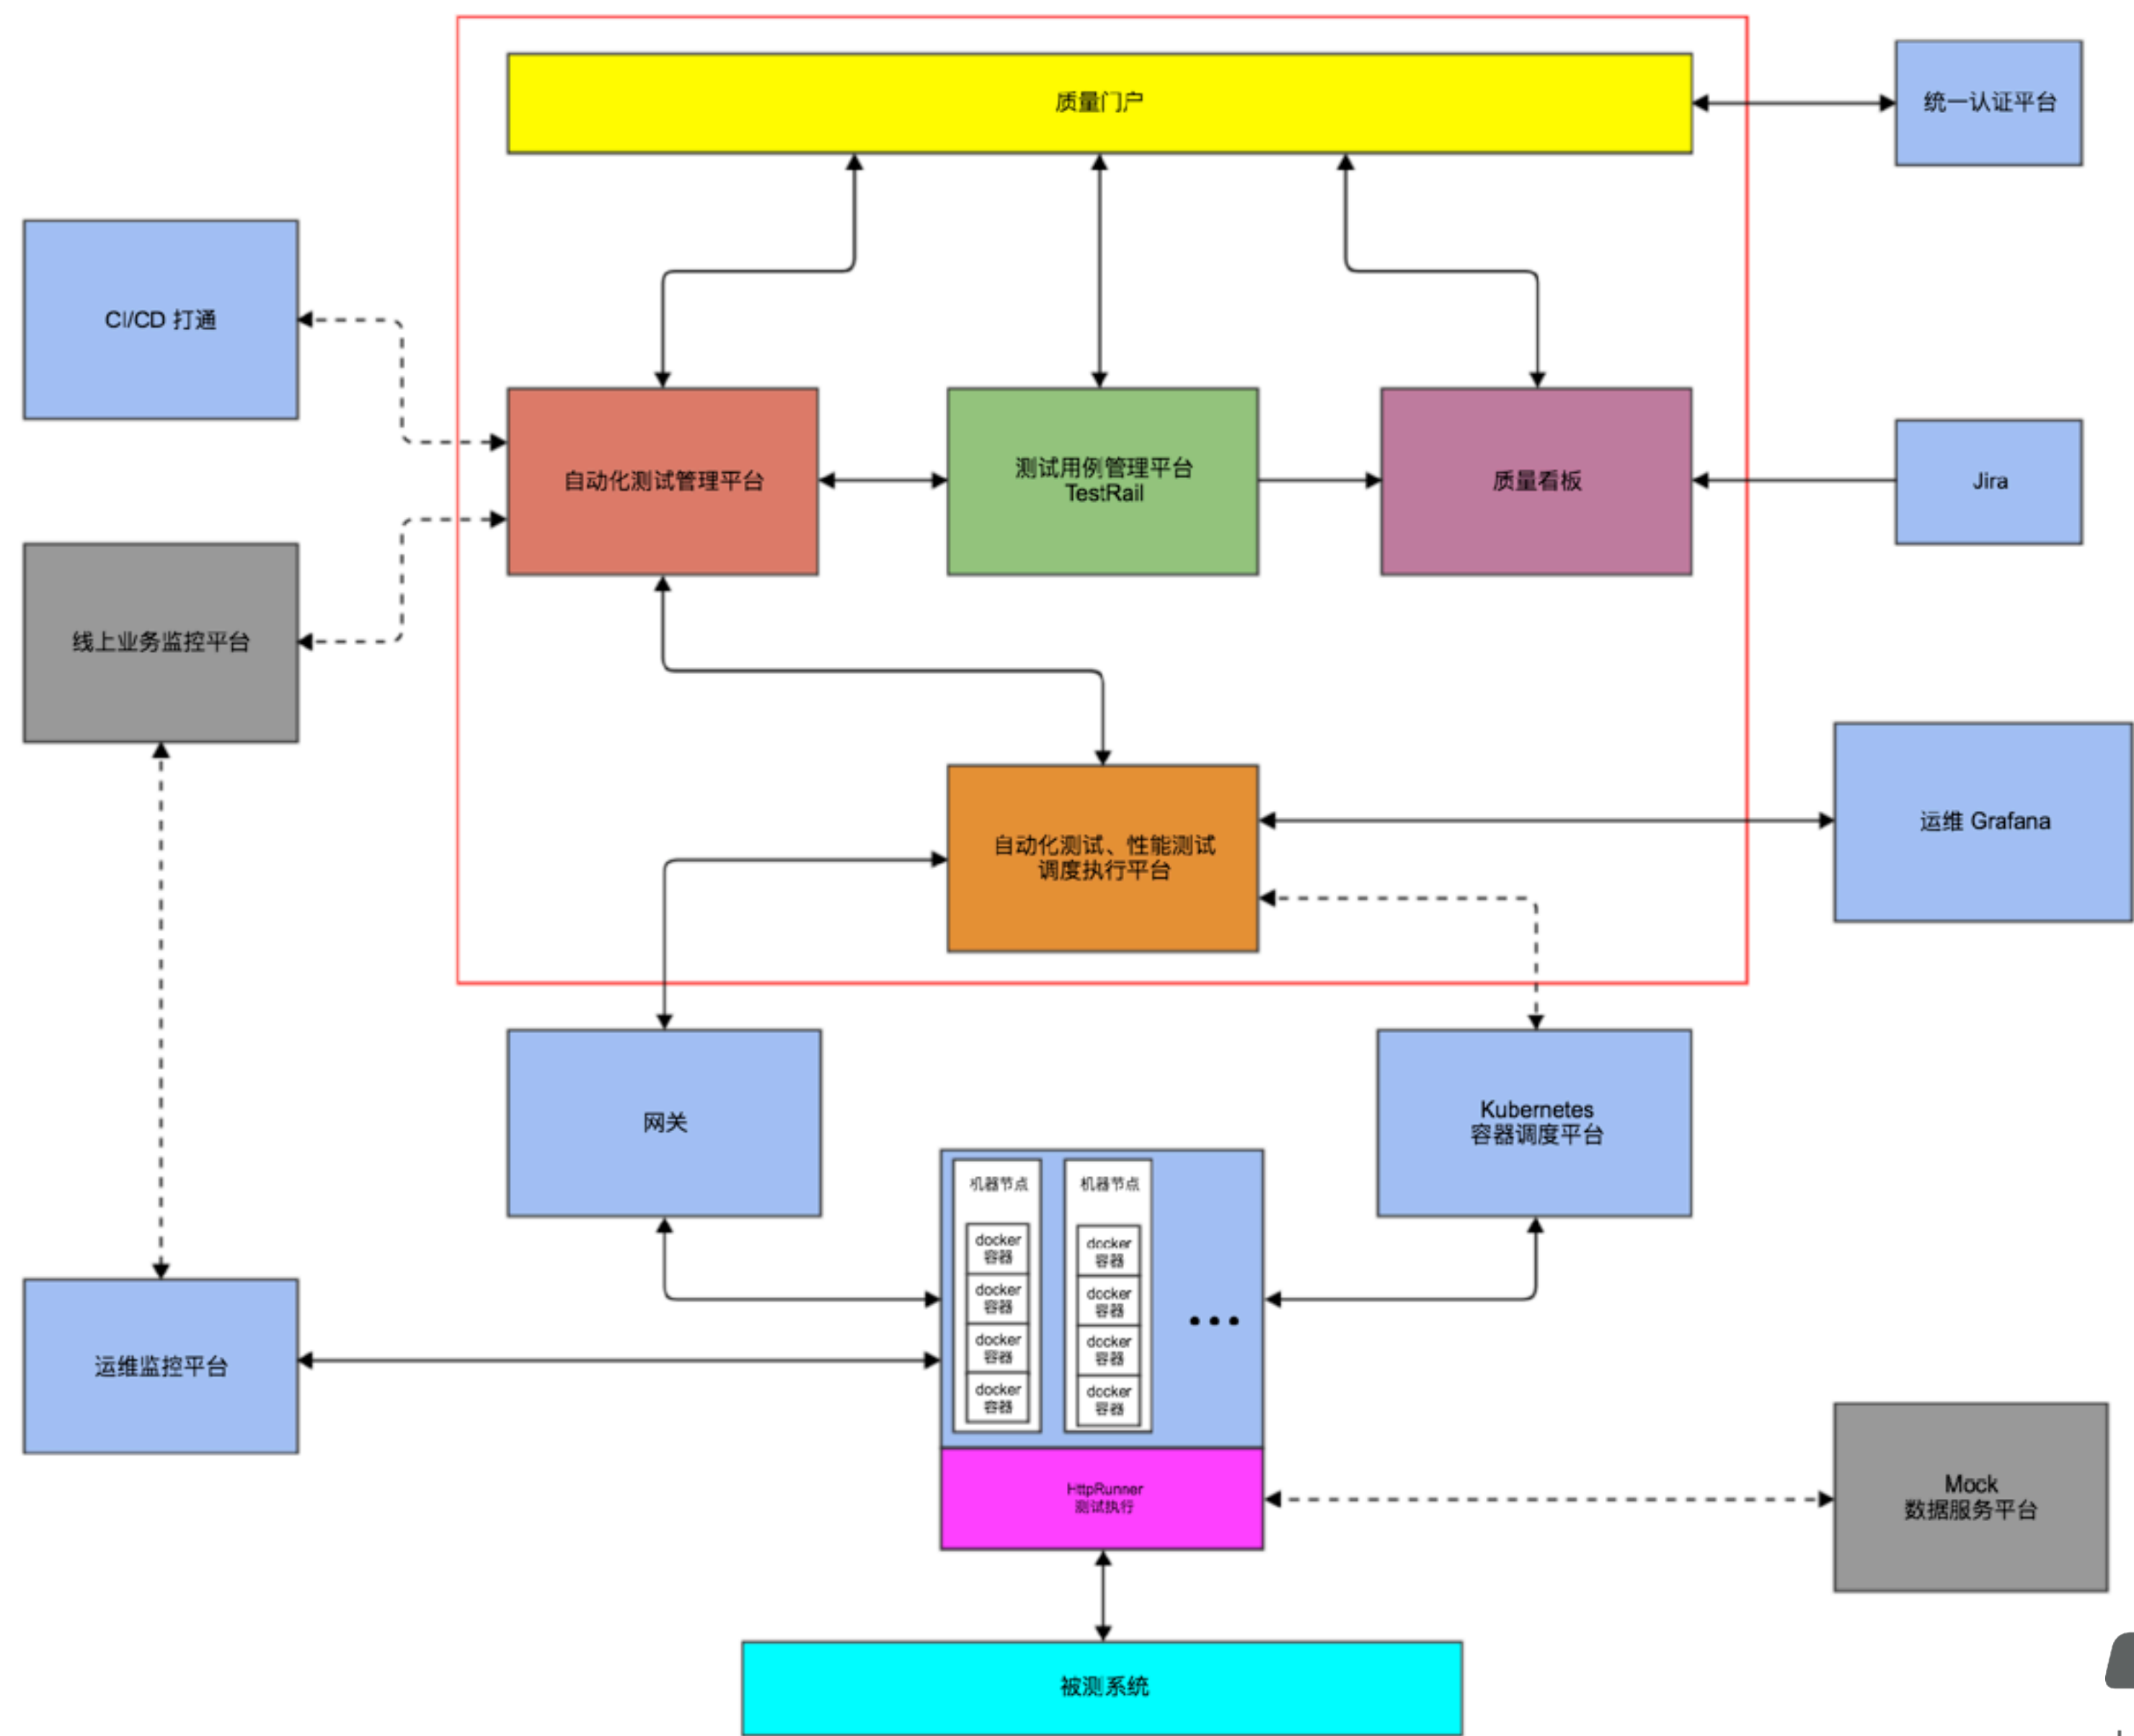 质量门户
统一认证平台
CI/CD 打通
自动化测试管理平台
测试用例管理平台
TestRail
质量看板
Jira
线上业务监控平台
自动化测试、性能测试
调度执行平台
运维 Grafana
网关
Kubernetes
容器调度平台
机器节点
docker
容器
docker
容器
docker
容器
docker
容器
机器节点
docker
容器
docker
容器
docker
容器
docker
容器
运维监控平台
HttpRunner
测试执行
Mock
数据服务平台
被测系统